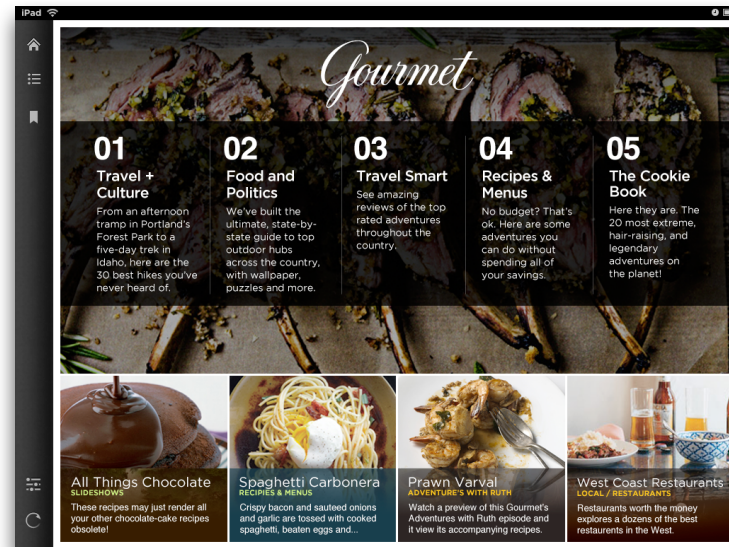 iPad
Gourmet
01
Travel +
Culture
From an afternoon
tramp in Portland's
Forest Park to a
five-day trek in
Idaho, here are the
30 best hikes you've
never heard of.
02
Food and
Politics
We've built the
ultimate, state-by-
state guide to top
outdoor hubs
across the country,
with wallpaper,
puzzles and more.
03
Travel Smart
See amazing
reviews of the top
rated adventures
throughout the
country.
04
Recipes &
Menus
No budget? That's
ok. Here are some
adventures you
can do without
spending all of
your savings.
05
The Cookie
Book
Here they are. The
20 most extreme,
hair-raising, and
legendary
adventures on
the planet!
All Things Chocolate
SLIDESHOWS
These recipes may just render all
your other chocolate-cake recipes
obsolete!
Spaghetti Carbonera
RECIPIES & MENUS
Crispy bacon and sauteed onions
and garlic are tossed with cooked
spaghetti, beaten eggs and...
Prawn Varval
ADVENTURE'S WITH RUTH
Watch a preview of this Gourmet's
Adventures with Ruth episode and
it view its accompanying recipes.
West Coast Restaurants
LOCAL / RESTAURANTS
Restaurants worth the money
explores a dozens of the best
restaurents in the West.